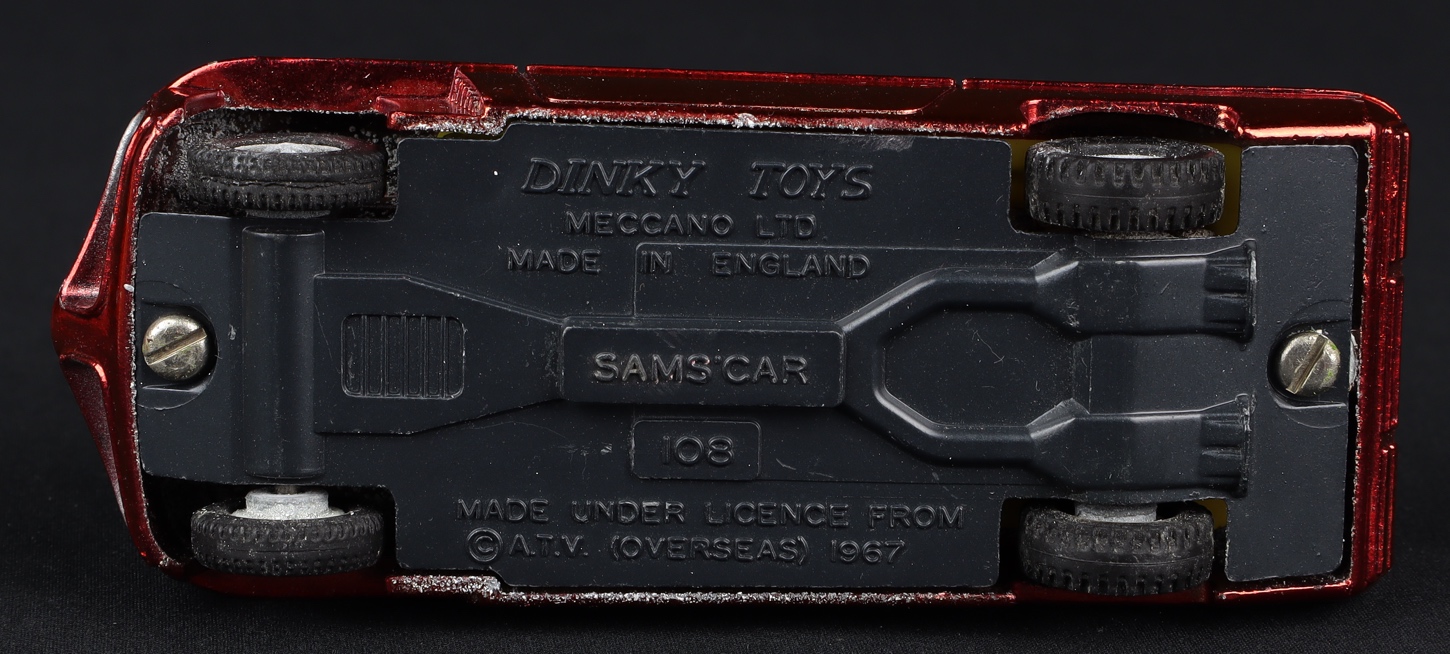 DINKY TOYS
MECCANO LTD
MADE IN ENGLAND
SAMS'CAR
108
MADE UNDER LICENCE FROM
© A.T.V. (OVERSEAS) 1967